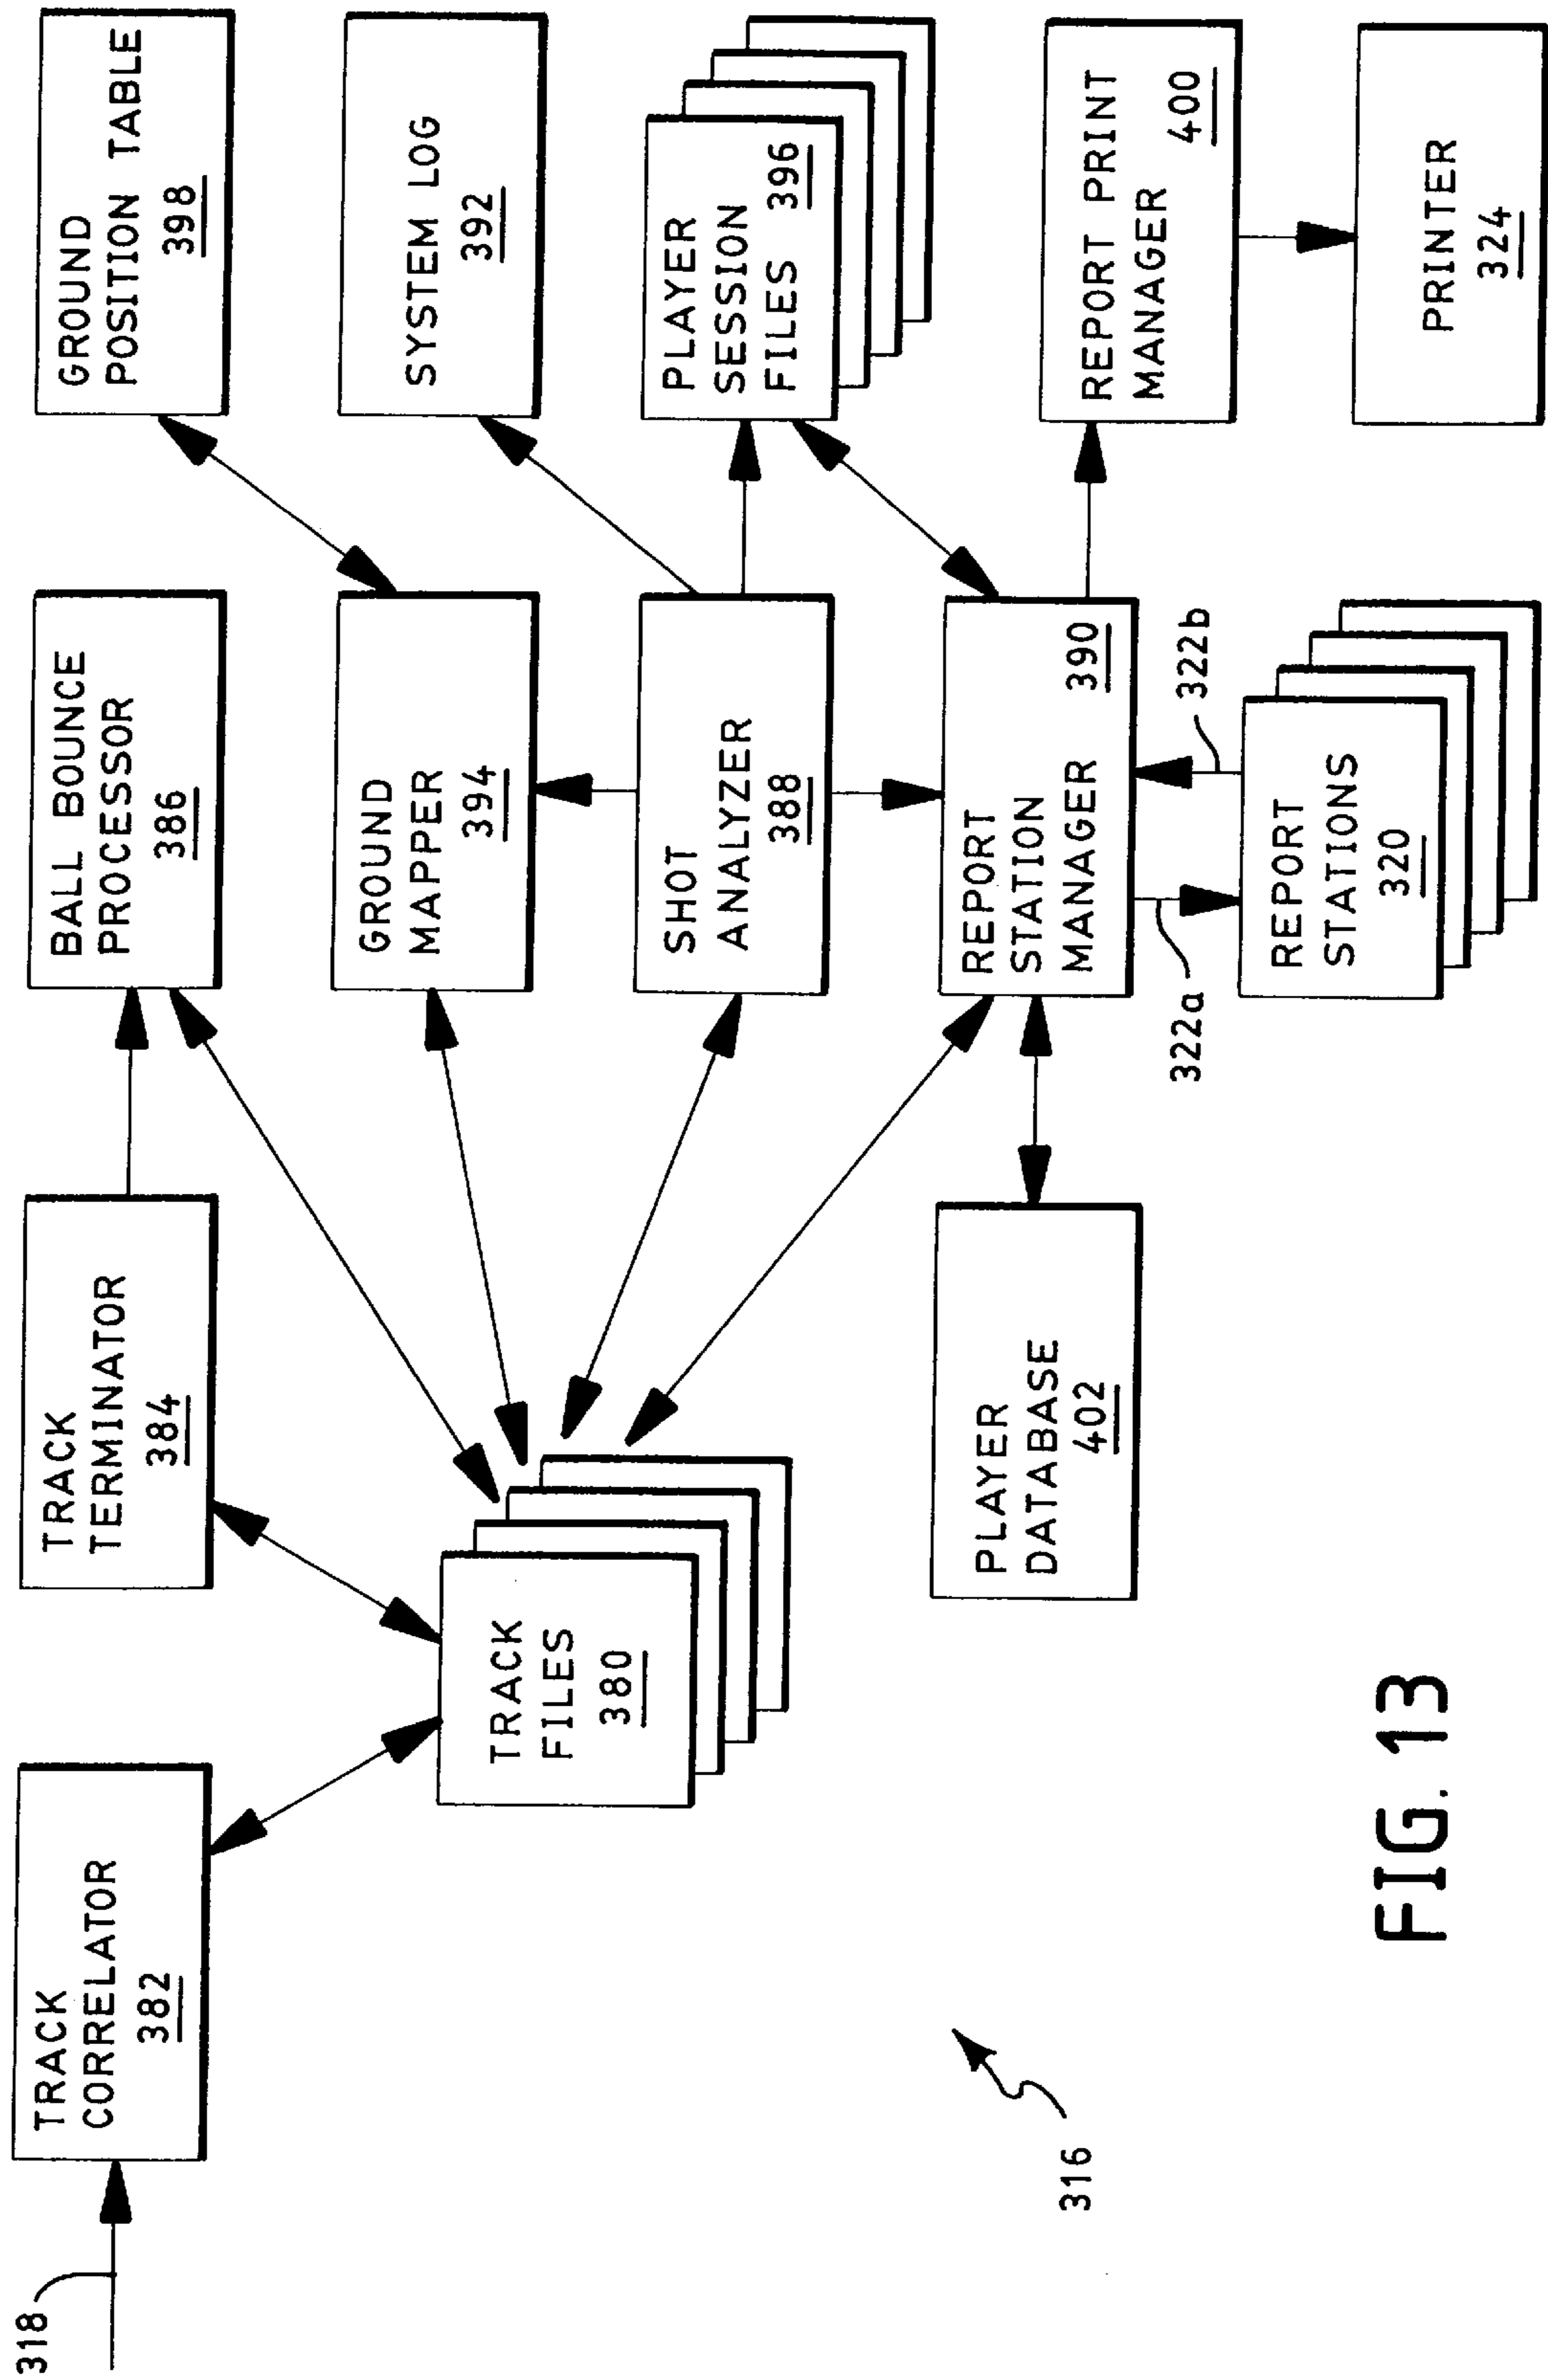 318
TRACK
CORRELATOR
382
TRACK
TERMINATOR
384
BALL BOUNCE
PROCESSOR
386
GROUND
POSITION TABLE
398
TRACK
FILES
380
GROUND
MAPPER
394
SYSTEM LOG
392
SHOT
ANALYZER
388
PLAYER
SESSION
FILES 396
PLAYER
DATABASE
402
REPORT
STATION
MANAGER 390
REPORT PRINT
MANAGER
400
322a
322b
REPORT
STATIONS
320
PRINTER
324
316
FIG. 13